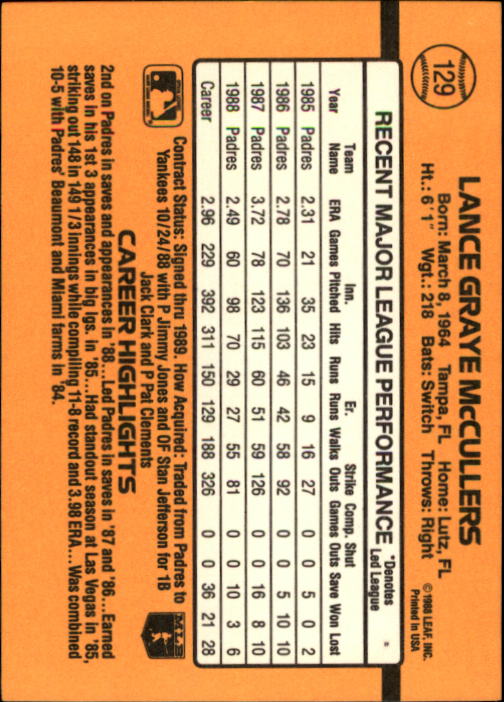 129
LANCE GRAYE McCULLERS
Born: March 8, 1964 Tampa, FL Home: Lutz, FL
Ht.: 6'1" Wgt.: 218 Bats: Switch Throws: Right
©1988 LEAF, INC.
Printed in USA
RECENT MAJOR LEAGUE PERFORMANCE
*Denotes
Led League
Team Inn. Er. Strike Comp. Shut
Year Name ERA Games Pitched Hits Runs Runs Walks Outs Games Outs Save Won Lost
1985 Padres 2.31 21 35 23 15 9 16 27 0 0 5 0 2
1986 Padres 2.78 70 136 103 46 42 58 92 0 0 5 10 10
1987 Padres 3.72 78 123 115 60 51 59 126 0 0 16 8 10
1988 Padres 2.49 60 98 70 29 27 55 81 0 0 10 3 6
Career 2.96 229 392 311 150 129 188 326 0 0 36 21 28
Contract Status: Signed thru 1989. How Acquired: Traded from Padres to
Yankees 10/24/88 with P Jimmy Jones and OF Stan Jefferson for 1B
Jack Clark and P Pat Clements
CAREER HIGHLIGHTS
2nd on Padres in saves and appearances in '88...Led Padres in saves in '87 and '86...Earned
saves in his 1st 3 appearances in big lgs. in '85...Had standout season at Las Vegas in '85,
striking out 148 in 149 1/3 innings while compiling 11-8 record and 3.98 ERA...Was combined
10-5 with Padres' Beaumont and Miami farms in '84.